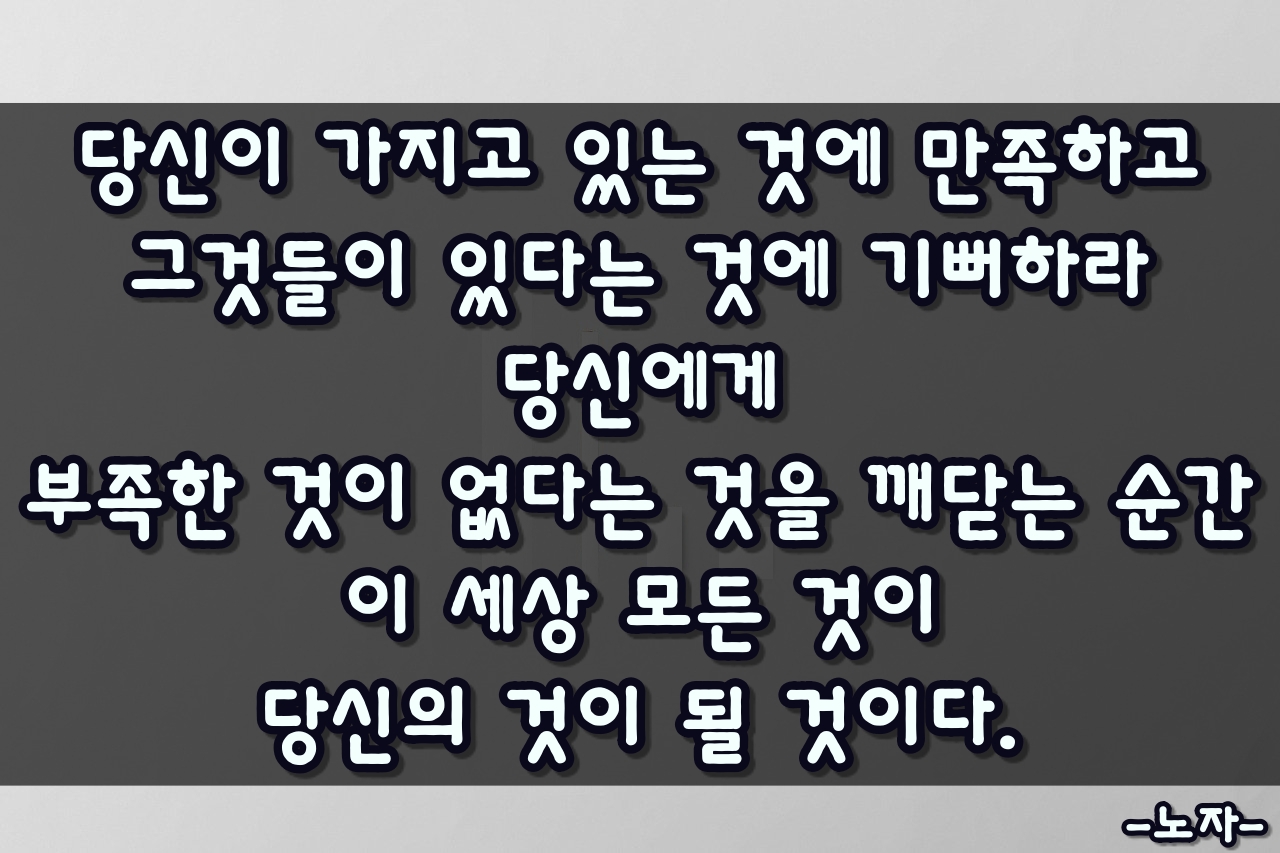 당신이 가지고 있는 것에 만족하고
그것들이 있다는 것에 기뻐하라
당신에게
부족한 것이 없다는 것을 깨닫는 순간
이 세상 모든 것이
당신의 것이 될 것이다.
-노자-